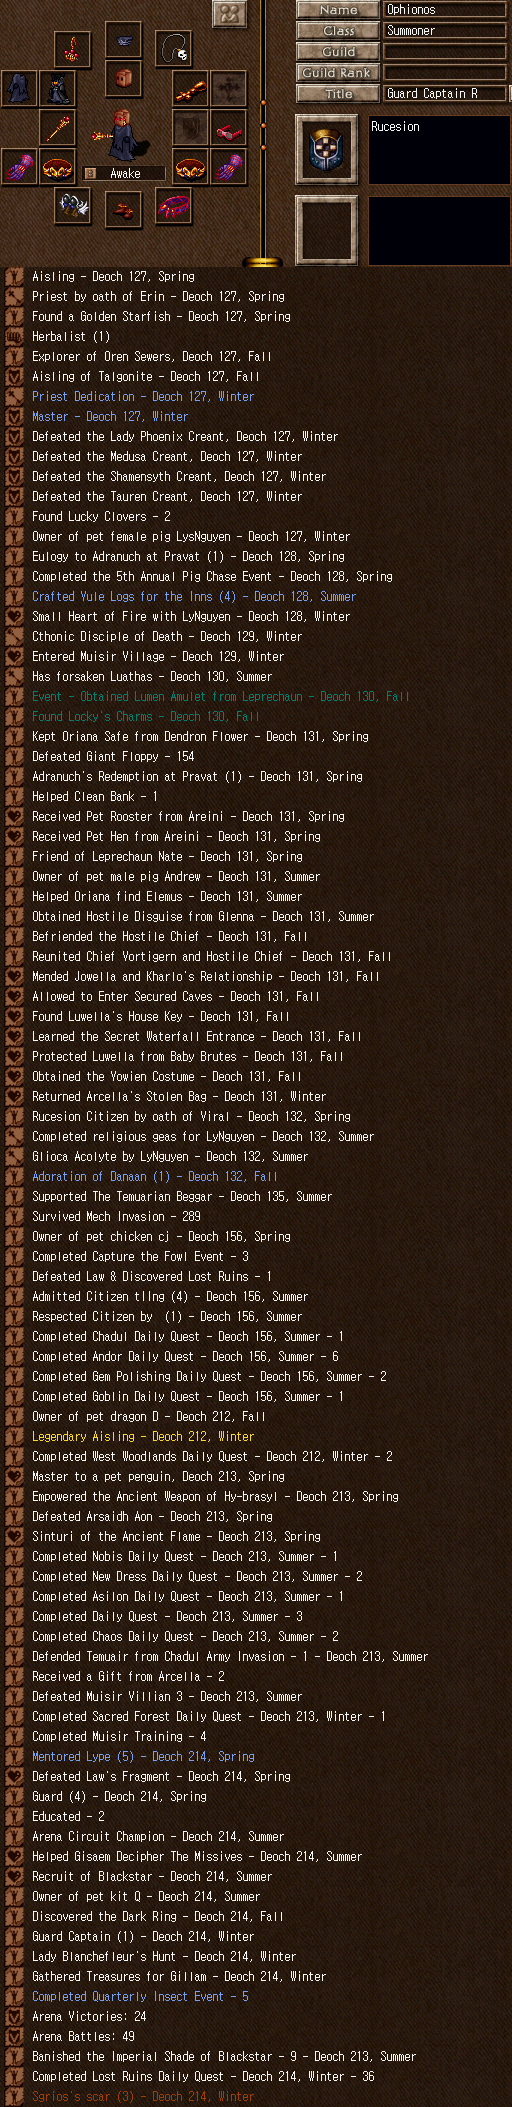 Name Ophionos
Class Summoner
Guild
Guild Rank
Title Guard Captain R
Rucesion
Awake
Aisling - Deoch 127, Spring
Priest by oath of Erin - Deoch 127, Spring
Found a Golden Starfish - Deoch 127, Spring
Herbalist (1)
Explorer of Oren Sewers, Deoch 127, Fall
Aisling of Talgonite - Deoch 127, Fall
Priest Dedication - Deoch 127, Winter
Master - Deoch 127, Winter
Defeated the Lady Phoenix Creant, Deoch 127, Winter
Defeated the Medusa Creant, Deoch 127, Winter
Defeated the Shamensyth Creant, Deoch 127, Winter
Defeated the Tauren Creant, Deoch 127, Winter
Found Lucky Clovers - 2
Owner of pet female pig LysNguyen - Deoch 127, Winter
Eulogy to Adranuch at Pravat (1) - Deoch 128, Spring
Completed the 5th Annual Pig Chase Event - Deoch 128, Spring
Crafted Yule Logs for the Inns (4) - Deoch 128, Summer
Small Heart of Fire with LyNguyen - Deoch 128, Winter
Cthonic Disciple of Death - Deoch 129, Winter
Entered Muisir Village - Deoch 129, Winter
Has forsaken Luathas - Deoch 130, Summer
Event - Obtained Lumen Amulet from Leprechaun - Deoch 130, Fall
Found Locky's Charms - Deoch 130, Fall
Kept Oriana Safe from Dendron Flower - Deoch 131, Spring
Defeated Giant Floppy - 154
Adranuch's Redemption at Pravat (1) - Deoch 131, Spring
Helped Clean Bank - 1
Received Pet Rooster from Areini - Deoch 131, Spring
Received Pet Hen from Areini - Deoch 131, Spring
Friend of Leprechaun Nate - Deoch 131, Spring
Owner of pet male pig Andrew - Deoch 131, Summer
Helped Oriana find Elemus - Deoch 131, Summer
Obtained Hostile Disguise from Glenna - Deoch 131, Summer
Befriended the Hostile Chief - Deoch 131, Fall
Reunited Chief Vortigern and Hostile Chief - Deoch 131, Fall
Mended Jowella and Kharlo's Relationship - Deoch 131, Fall
Allowed to Enter Secured Caves - Deoch 131, Fall
Found Luwella's House Key - Deoch 131, Fall
Learned the Secret Waterfall Entrance - Deoch 131, Fall
Protected Luwella from Baby Brutes - Deoch 131, Fall
Obtained the Yowien Costume - Deoch 131, Fall
Returned Arcella's Stolen Bag - Deoch 131, Winter
Rucesion Citizen by oath of Viral - Deoch 132, Spring
Completed religious geas for LyNguyen - Deoch 132, Summer
Glioca Acolyte by LyNguyen - Deoch 132, Summer
Adoration of Danaan (1) - Deoch 132, Fall
Supported The Temuarian Beggar - Deoch 135, Summer
Survived Mech Invasion - 289
Owner of pet chicken cj - Deoch 156, Spring
Completed Capture the Fowl Event - 3
Defeated Law & Discovered Lost Ruins - 1
Admitted Citizen tllng (4) - Deoch 156, Summer
Respected Citizen by  (1) - Deoch 156, Summer
Completed Chadul Daily Quest - Deoch 156, Summer - 1
Completed Andor Daily Quest - Deoch 156, Summer - 6
Completed Gem Polishing Daily Quest - Deoch 156, Summer - 2
Completed Goblin Daily Quest - Deoch 156, Summer - 1
Owner of pet dragon D - Deoch 212, Fall
Legendary Aisling - Deoch 212, Winter
Completed West Woodlands Daily Quest - Deoch 212, Winter - 2
Master to a pet penguin, Deoch 213, Spring
Empowered the Ancient Weapon of Hy-brasyl - Deoch 213, Spring
Defeated Arsaidh Aon - Deoch 213, Spring
Sinturi of the Ancient Flame - Deoch 213, Spring
Completed Nobis Daily Quest - Deoch 213, Summer - 1
Completed New Dress Daily Quest - Deoch 213, Summer - 2
Completed Asilon Daily Quest - Deoch 213, Summer - 1
Completed Daily Quest - Deoch 213, Summer - 3
Completed Chaos Daily Quest - Deoch 213, Summer - 2
Defended Temuair from Chadul Army Invasion - 1 - Deoch 213, Summer
Received a Gift from Arcella - 2
Defeated Muisir Villian 3 - Deoch 213, Summer
Completed Sacred Forest Daily Quest - Deoch 213, Winter - 1
Completed Muisir Training - 4
Mentored Lype (5) - Deoch 214, Spring
Defeated Law's Fragment - Deoch 214, Spring
Guard (4) - Deoch 214, Spring
Educated - 2
Arena Circuit Champion - Deoch 214, Summer
Helped Gisaem Decipher The Missives - Deoch 214, Summer
Recruit of Blackstar - Deoch 214, Summer
Owner of pet kit Q - Deoch 214, Summer
Discovered the Dark Ring - Deoch 214, Fall
Guard Captain (1) - Deoch 214, Winter
Lady Blanchefleur's Hunt - Deoch 214, Winter
Gathered Treasures for Gillam - Deoch 214, Winter
Completed Quarterly Insect Event - 5
Arena Victories: 24
Arena Battles: 49
Banished the Imperial Shade of Blackstar - 9 - Deoch 213, Summer
Completed Lost Ruins Daily Quest - Deoch 214, Winter - 36
Sgrios's scar (3) - Deoch 214, Winter